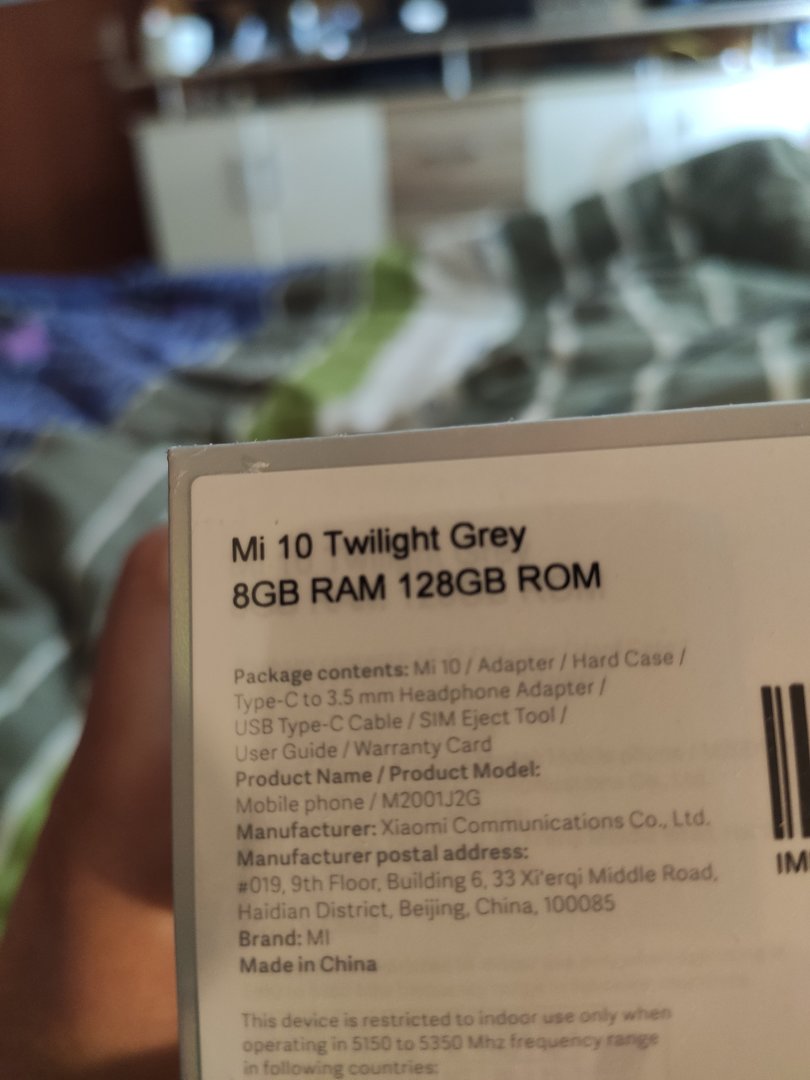 Mi 10 Twilight Grey
8GB RAM 128GB ROM
Package contents: Mi 10 / Adapter / Hard Case /
Type-C to 3.5 mm Headphone Adapter /
USB Type-C Cable / SIM Eject Tool /
User Guide / Warranty Card
Product Name / Product Model:
Mobile phone / M2001J2G
Manufacturer: Xiaomi Communications Co., Ltd.
Manufacturer postal address:
#019, 9th Floor, Building 6, 33 Xi'erqi Middle Road,
Haidian District, Beijing, China, 100085
Brand: MI
Made in China
This device is restricted to indoor use only when
operating in 5150 to 5350 Mhz frequency range
in following countries:
IM